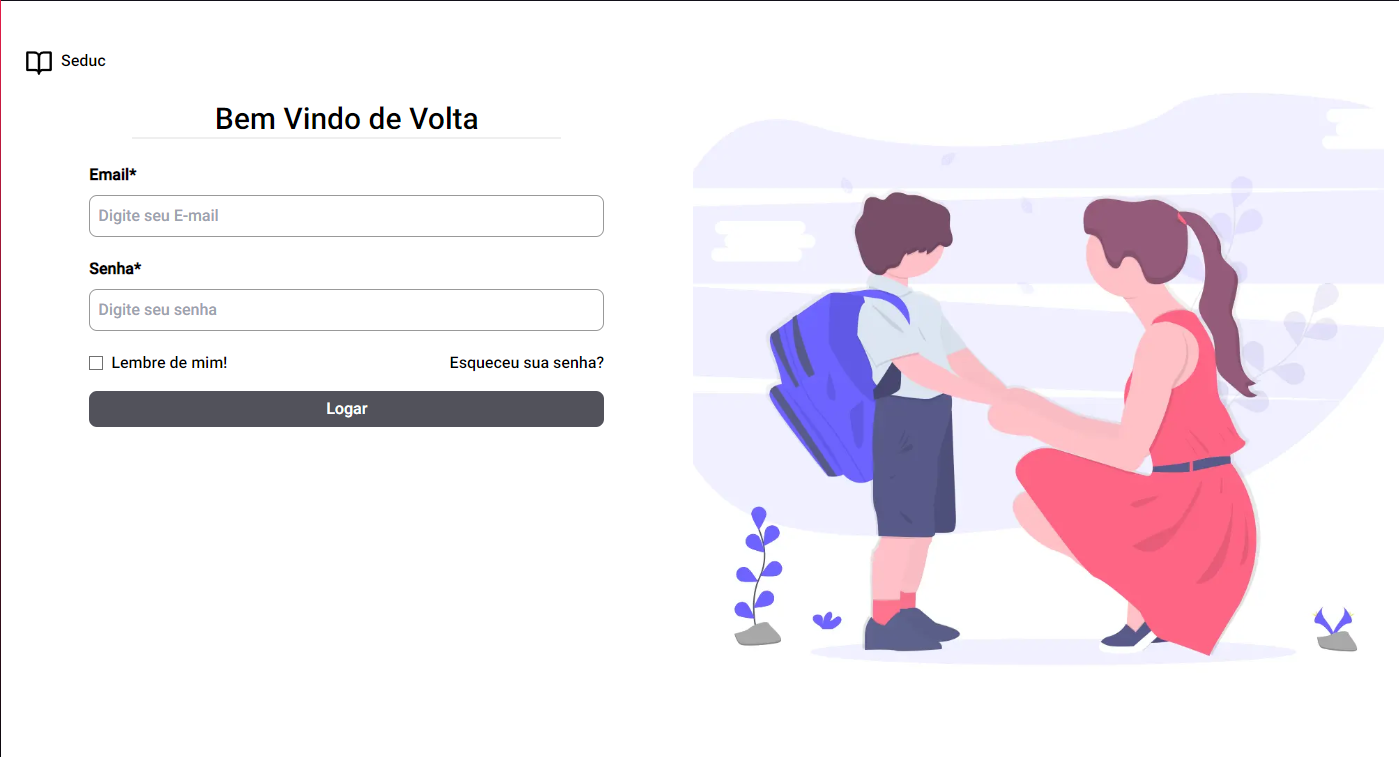 Seduc
Bem Vindo de Volta
Email*
Digite seu E-mail
Senha*
Digite seu senha
Lembre de mim! Esqueceu sua senha?
Logar